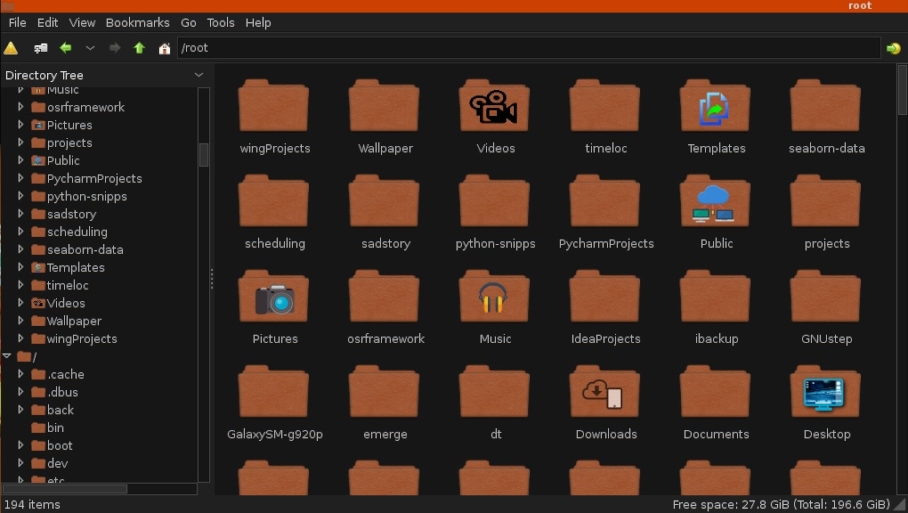 root
File Edit View Bookmarks Go Tools Help
/root
Directory Tree
Music
osrframework
Pictures
projects
Public
PycharmProjects
python-snipps
sadstory
scheduling
seaborn-data
Templates
timeloc
Videos
Wallpaper
wingProjects
/
.cache
.dbus
back
bin
boot
dev
etc
wingProjects Wallpaper Videos timeloc Templates seaborn-data
scheduling sadstory python-snipps PycharmProjects Public projects
Pictures osrframework Music IdeaProjects ibackup GNUstep
GalaxySM-g920p emerge dt Downloads Documents Desktop
194 items Free space: 27.8 GiB (Total: 196.6 GiB)